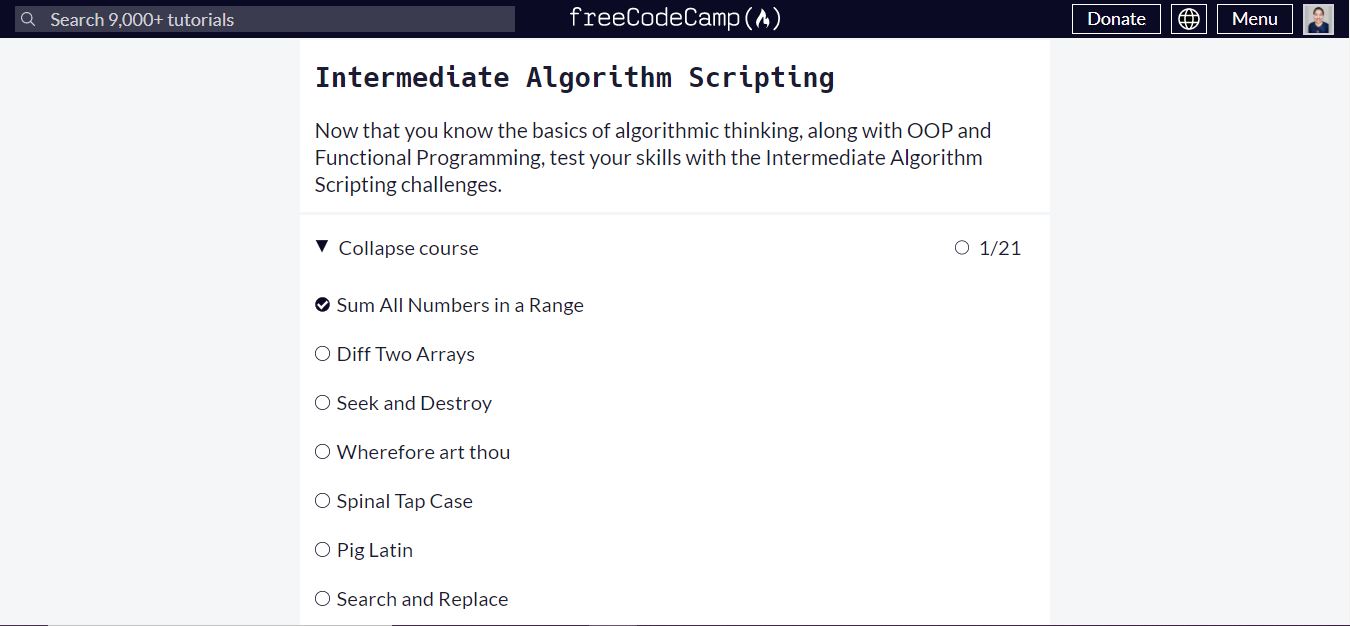 Search 9,000+ tutorials
freeCodeCamp
Donate
Menu
Intermediate Algorithm Scripting
Now that you know the basics of algorithmic thinking, along with OOP and
Functional Programming, test your skills with the Intermediate Algorithm
Scripting challenges.
Collapse course
1/21
Sum All Numbers in a Range
Diff Two Arrays
Seek and Destroy
Wherefore art thou
Spinal Tap Case
Pig Latin
Search and Replace